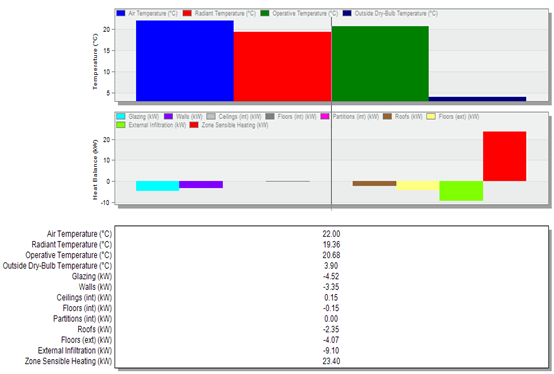 Air Temperature (°C) Radiant Temperature (°C) Operative Temperature (°C) Outside Dry-Bulb Temperature (°C)
Temperature (°C)
20
15
10
5
Glazing (kW) Walls (kW) Ceilings (int) (kW) Floors (int) (kW) Partitions (int) (kW) Roofs (kW) Floors (ext) (kW)
External Infiltration (kW) Zone Sensible Heating (kW)
Heat Balance (kW)
20
10
0
-10
Air Temperature (°C) 22.00
Radiant Temperature (°C) 19.36
Operative Temperature (°C) 20.68
Outside Dry-Bulb Temperature (°C) 3.90
Glazing (kW) -4.52
Walls (kW) -3.35
Ceilings (int) (kW) 0.15
Floors (int) (kW) -0.15
Partitions (int) (kW) 0.00
Roofs (kW) -2.35
Floors (ext) (kW) -4.07
External Infiltration (kW) -9.10
Zone Sensible Heating (kW) 23.40